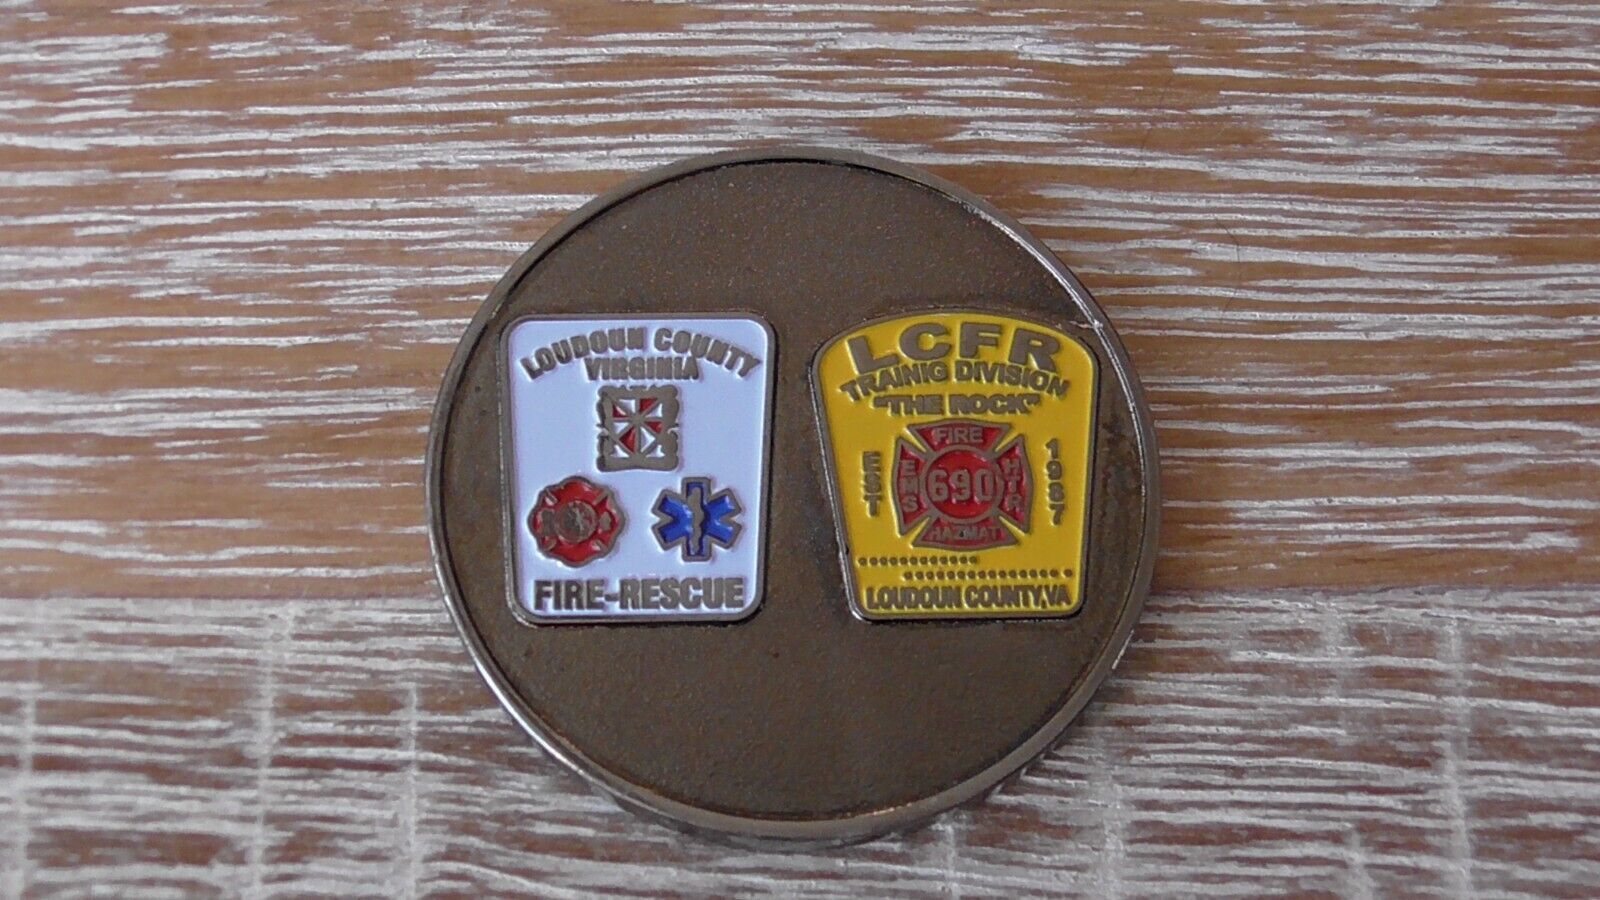 LOUDOUN COUNTY
VIRGINIA
FIRE-RESCUE
LCFR
TRAINIG DIVISION
"THE ROCK"
EST
1987
FIRE
EMS
690
HTR
HAZMAT
LOUDOUN COUNTY,VA